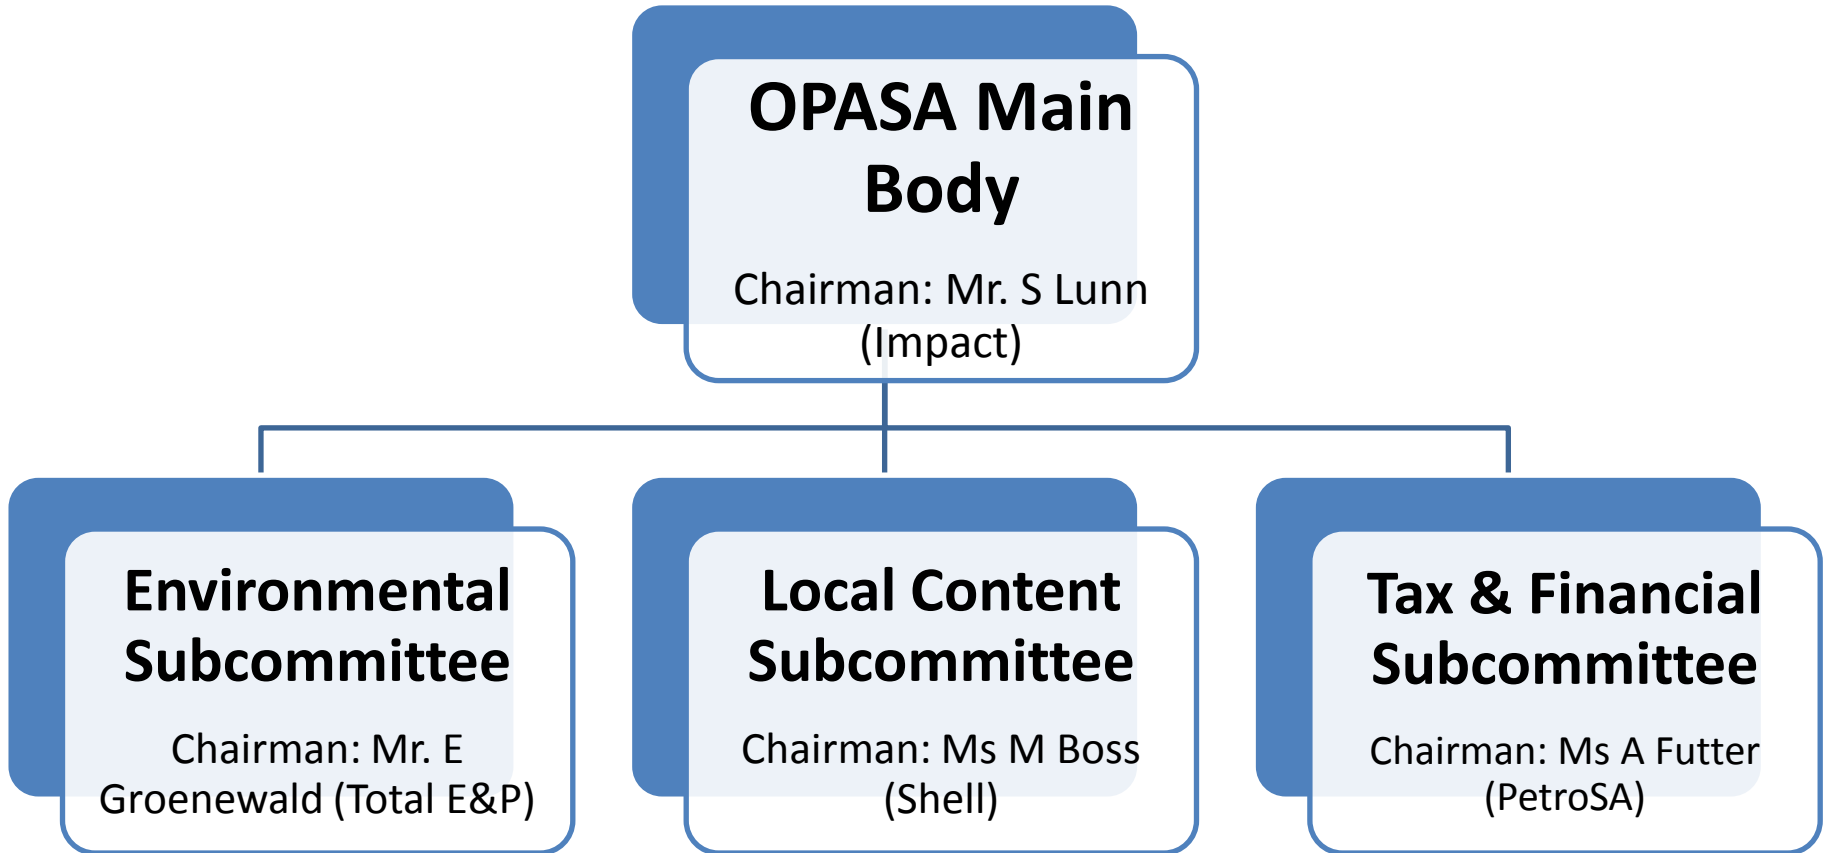 OPASA Main
Body
Chairman: Mr. S Lunn
(Impact)
Environmental
Subcommittee
Chairman: Mr. E
Groenewald (Total E&P)
Local Content
Subcommittee
Chairman: Ms M Boss
(Shell)
Tax & Financial
Subcommittee
Chairman: Ms A Futter
(PetroSA)